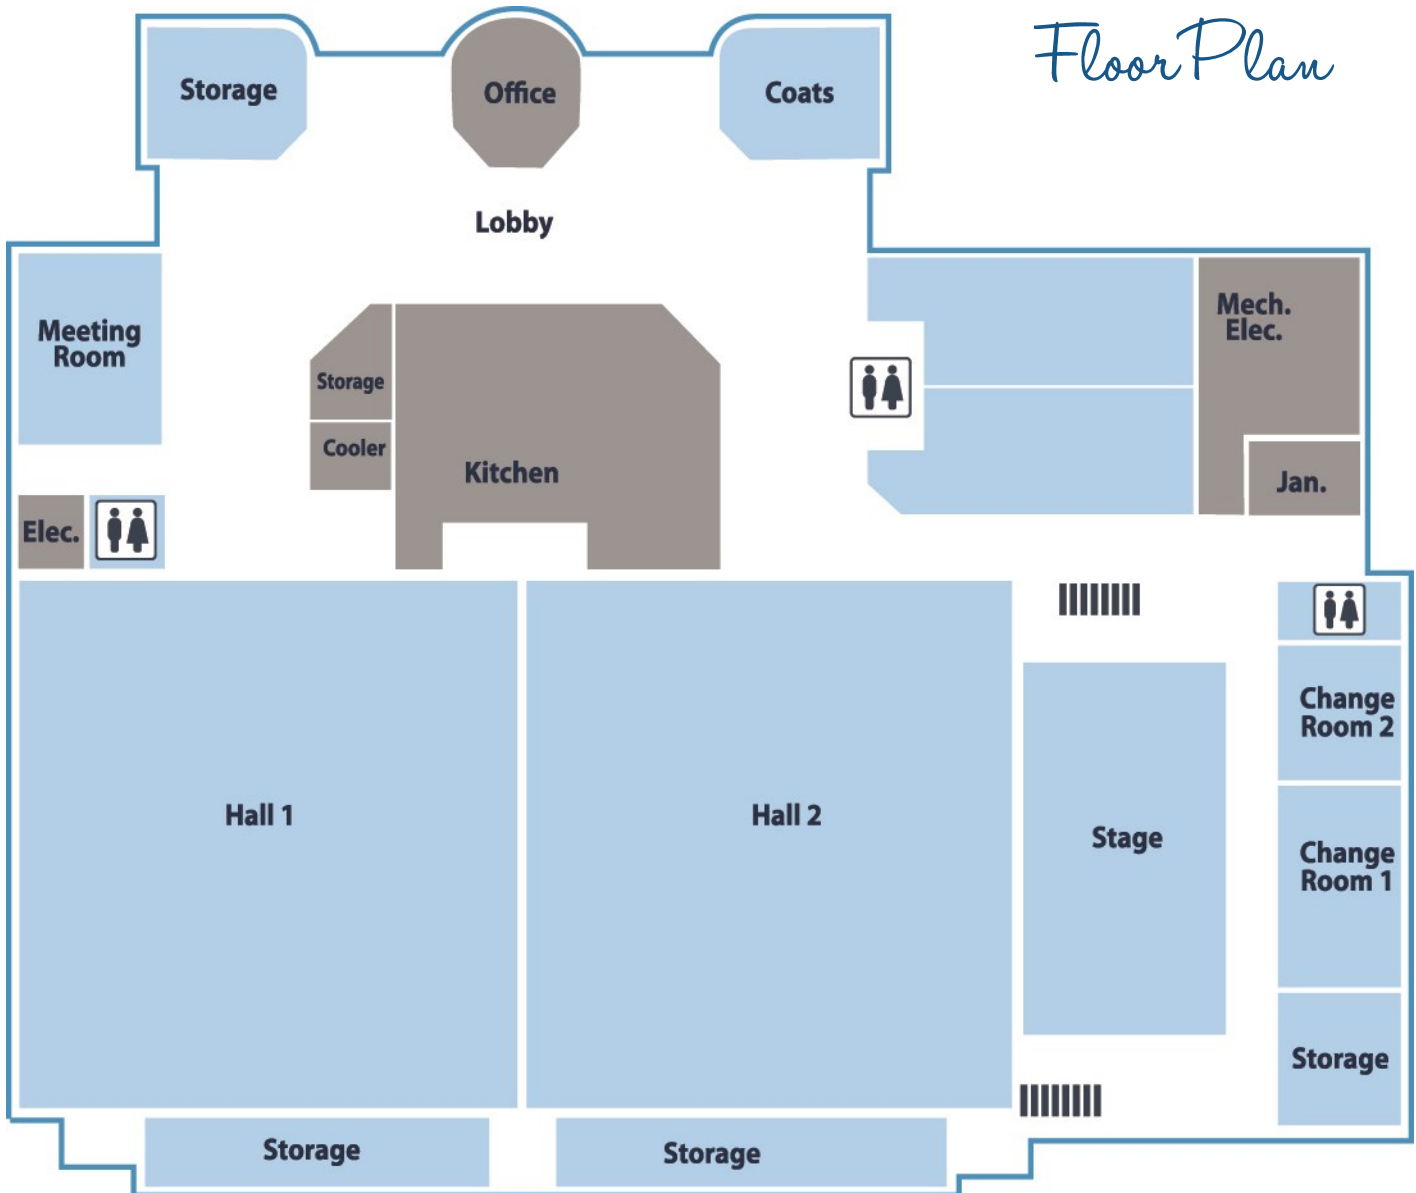 Floor Plan
Storage
Office
Coats
Lobby
Meeting
Room
Mech.
Elec.
Storage
Cooler
Kitchen
Jan.
Elec.
Change
Room 2
Hall 1
Hall 2
Stage
Change
Room 1
Storage
Storage
Storage